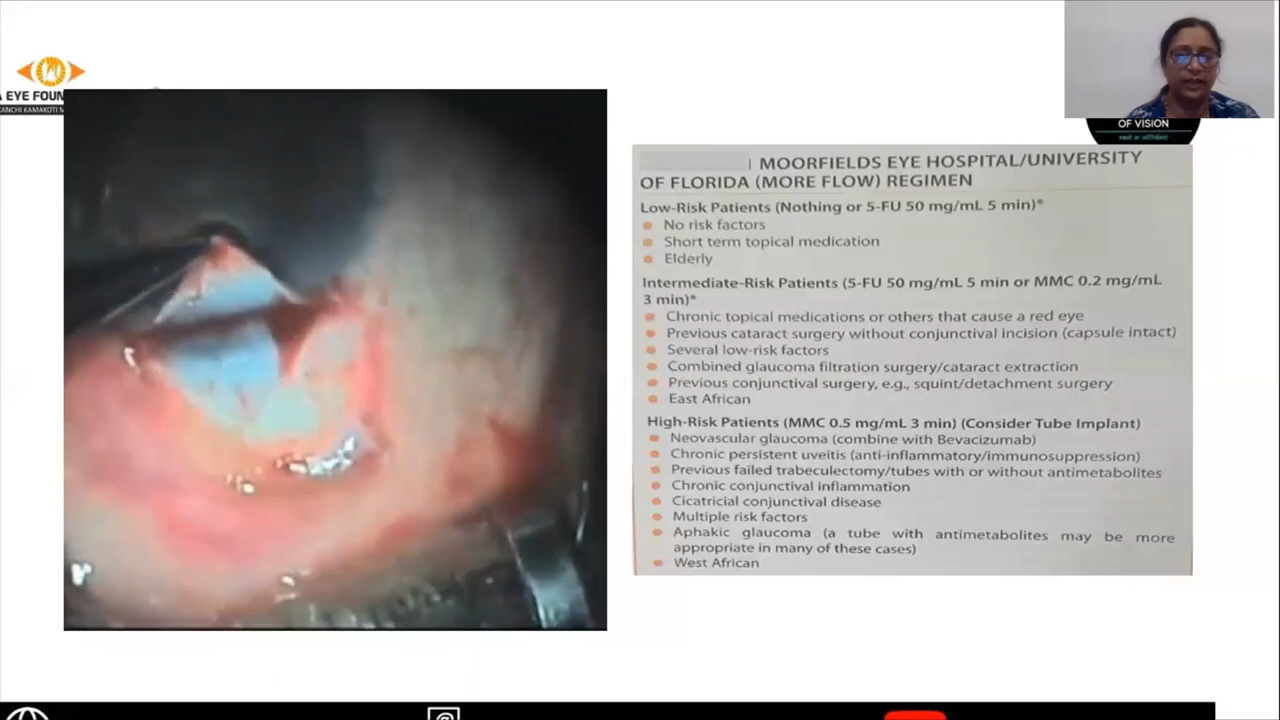 A EYE FOUN
KANCHI KAMAKOTI M
OF VISION
MOORFIELDS EYE HOSPITAL/UNIVERSITY
OF FLORIDA (MORE FLOW) REGIMEN
Low-Risk Patients (Nothing or 5-FU 50 mg/mL 5 min)*
No risk factors
Short term topical medication
Elderly
Intermediate-Risk Patients (5-FU 50 mg/mL 5 min or MMC 0.2 mg/mL
3 min)*
Chronic topical medications or others that cause a red eye
Previous cataract surgery without conjunctival incision (capsule intact)
Several low-risk factors
Combined glaucoma filtration surgery/cataract extraction
Previous conjunctival surgery, e.g., squint/detachment surgery
East African
High-Risk Patients (MMC 0.5 mg/mL 3 min) (Consider Tube Implant)
Neovascular glaucoma (combine with Bevacizumab)
Chronic persistent uveitis (anti-inflammatory/immunosuppression)
Previous failed trabeculectomy/tubes with or without antimetabolites
Chronic conjunctival inflammation
Cicatricial conjunctival disease
Multiple risk factors
Aphakic glaucoma (a tube with antimetabolites may be more
appropriate in many of these cases)
West African